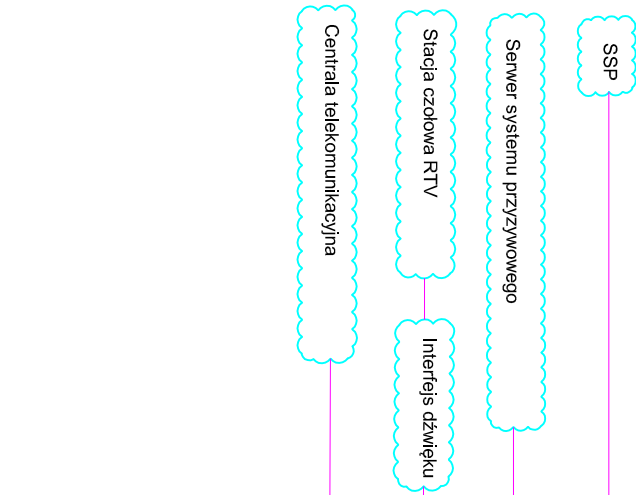 SSP
Serwer systemu przyzywowego
Stacja czołowa RTV
Interfejs dźwięku
Centrala telekomunikacyjna